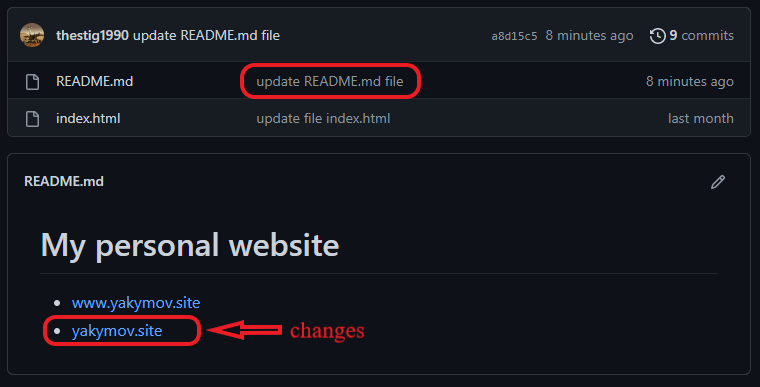 thestig1990 update README.md file a8d15c5 8 minutes ago 9 commits
README.md update README.md file 8 minutes ago
index.html update file index.html last month
README.md
My personal website
www.yakymov.site
yakymov.site changes